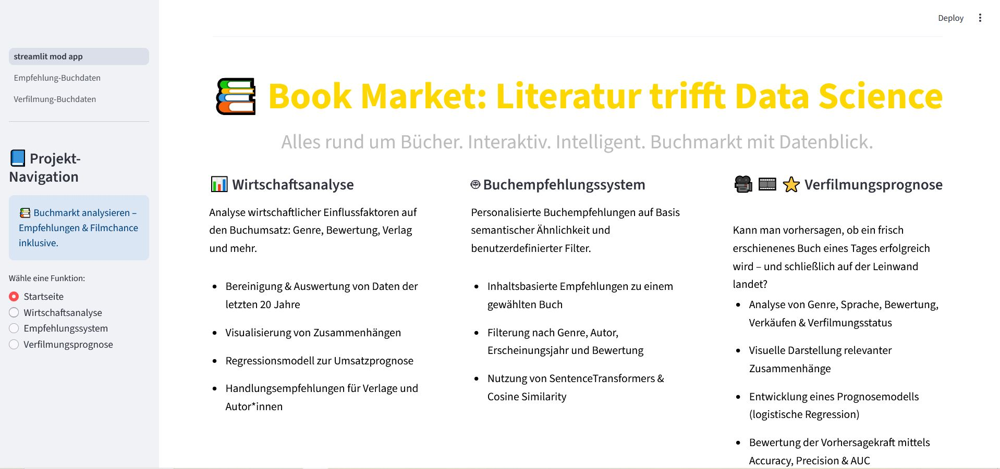 Deploy
streamlit mod app
Empfehlung-Buchdaten
Verfilmung-Buchdaten
📘 Projekt-
Navigation
📚 Buchmarkt analysieren –
Empfehlungen & Filmchance
inklusive.
Wähle eine Funktion:
Startseite
Wirtschaftsanalyse
Empfehlungssystem
Verfilmungsprognose
📚 Book Market: Literatur trifft Data Science
Alles rund um Bücher. Interaktiv. Intelligent. Buchmarkt mit Datenblick.
📊 Wirtschaftsanalyse
Analyse wirtschaftlicher Einflussfaktoren auf
den Buchumsatz: Genre, Bewertung, Verlag
und mehr.
• Bereinigung & Auswertung von Daten der
letzten 20 Jahre
• Visualisierung von Zusammenhängen
• Regressionsmodell zur Umsatzprognose
• Handlungsempfehlungen für Verlage und
Autor*innen
Buchempfehlungssystem
Personalisierte Buchempfehlungen auf Basis
semantischer Ähnlichkeit und
benutzerdefinierter Filter.
• Inhaltsbasierte Empfehlungen zu einem
gewählten Buch
• Filterung nach Genre, Autor,
Erscheinungsjahr und Bewertung
• Nutzung von SentenceTransformers &
Cosine Similarity
🎥 🎞️ ⭐ Verfilmungsprognose
Kann man vorhersagen, ob ein frisch
erschienenes Buch eines Tages erfolgreich
wird – und schließlich auf der Leinwand
landet?
• Analyse von Genre, Sprache, Bewertung,
Verkäufen & Verfilmungsstatus
• Visuelle Darstellung relevanter
Zusammenhänge
• Entwicklung eines Prognosemodells
(logistische Regression)
• Bewertung der Vorhersagekraft mittels
Accuracy, Precision & AUC